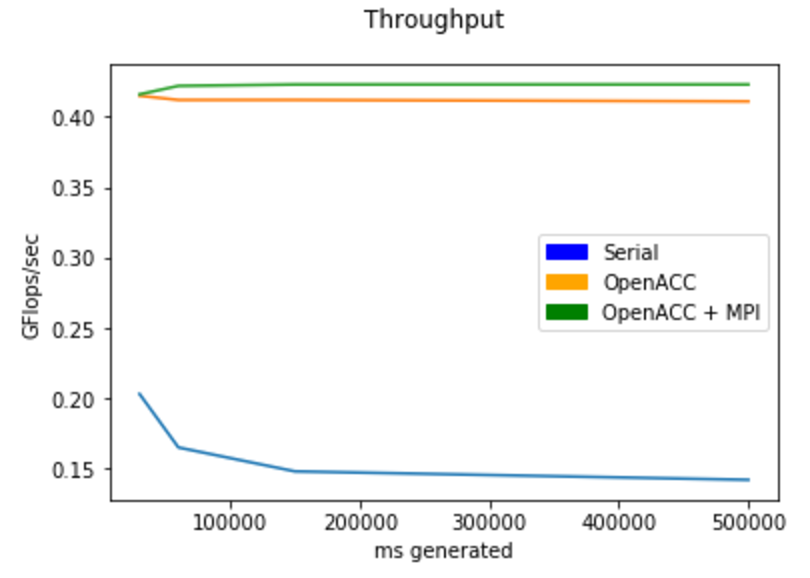 Throughput
GFlops/sec
0.40
0.35
0.30
0.25
0.20
0.15
Serial
OpenACC
OpenACC + MPI
100000
200000
300000
400000
500000
ms generated